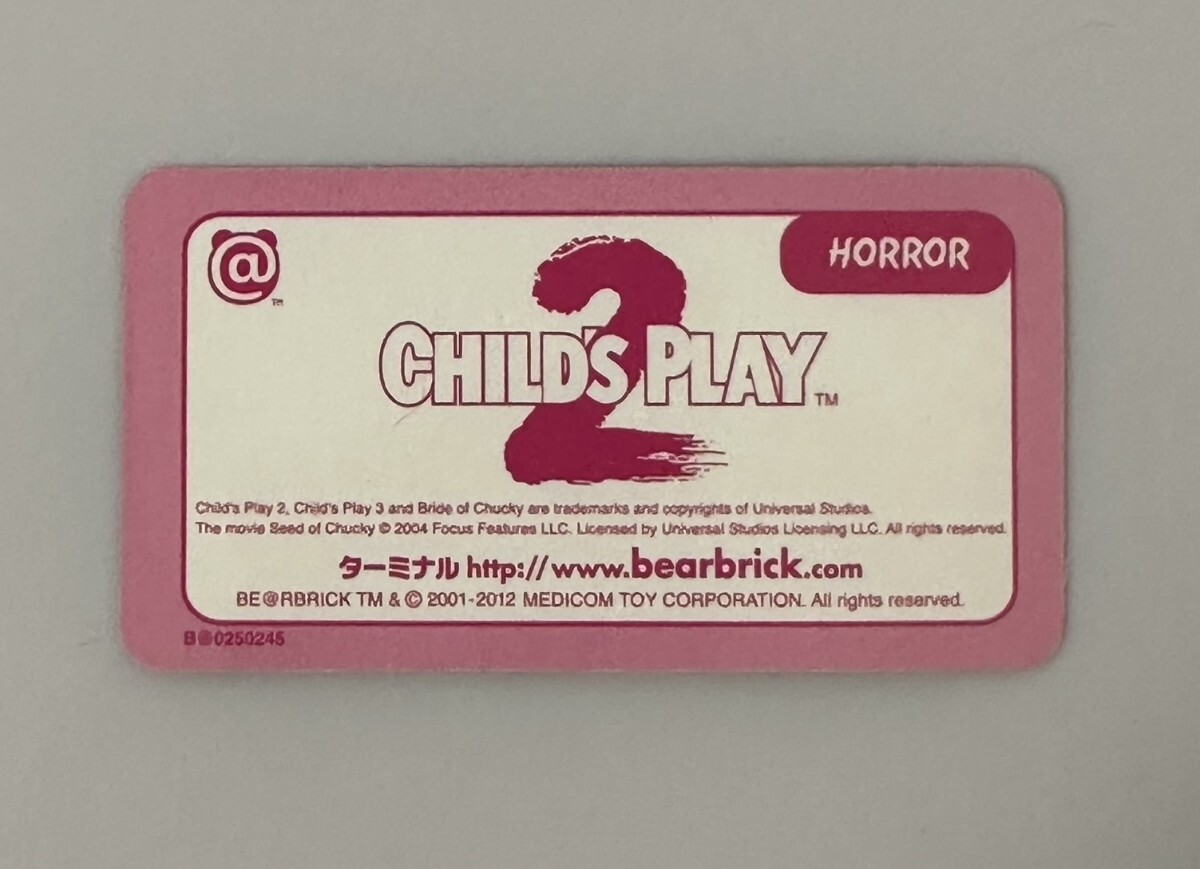 @ TM
HORROR
2
CHILD'S PLAY TM
Child's Play 2, Child's Play 3 and Bride of Chucky are trademarks and copyrights of Universal Studios.
The movie Seed of Chucky © 2004 Focus Features LLC. Licensed by Universal Studios Licensing LLC. All rights reserved.
ターミナル http://www.bearbrick.com
BE@RBRICK TM & © 2001-2012 MEDICOM TOY CORPORATION. All rights reserved.
B@0250245